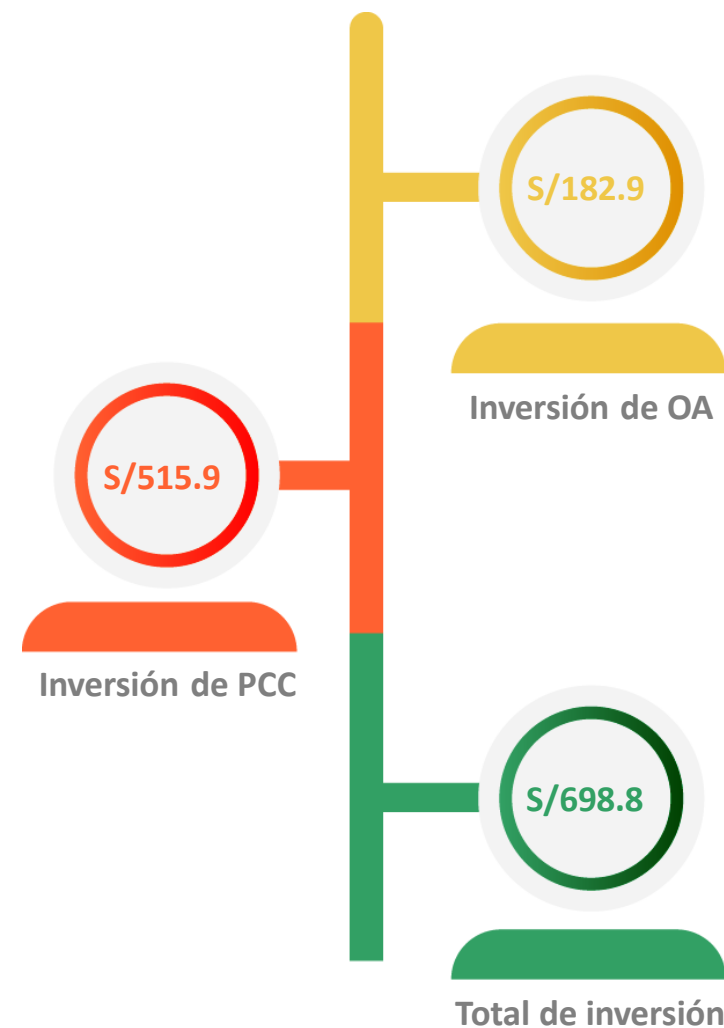 S/182.9
Inversión de OA
S/515.9
Inversión de PCC
S/698.8
Total de inversión